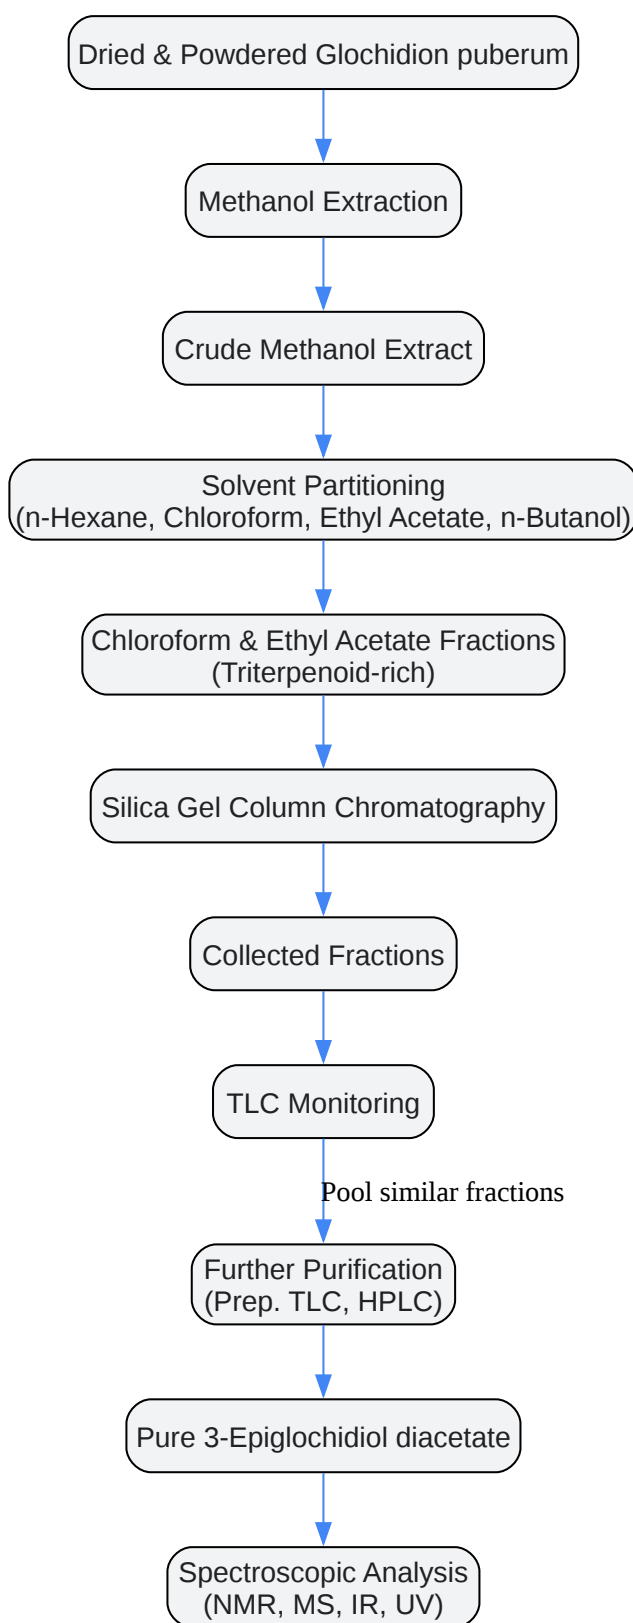 Dried & Powdered Glochidion puberum
Methanol Extraction
Crude Methanol Extract
Solvent Partitioning
(n-Hexane, Chloroform, Ethyl Acetate, n-Butanol)
Chloroform & Ethyl Acetate Fractions
(Triterpenoid-rich)
Silica Gel Column Chromatography
Collected Fractions
TLC Monitoring
Pool similar fractions
Further Purification
(Prep. TLC, HPLC)
Pure 3-Epiglochidiol diacetate
Spectroscopic Analysis
(NMR, MS, IR, UV)